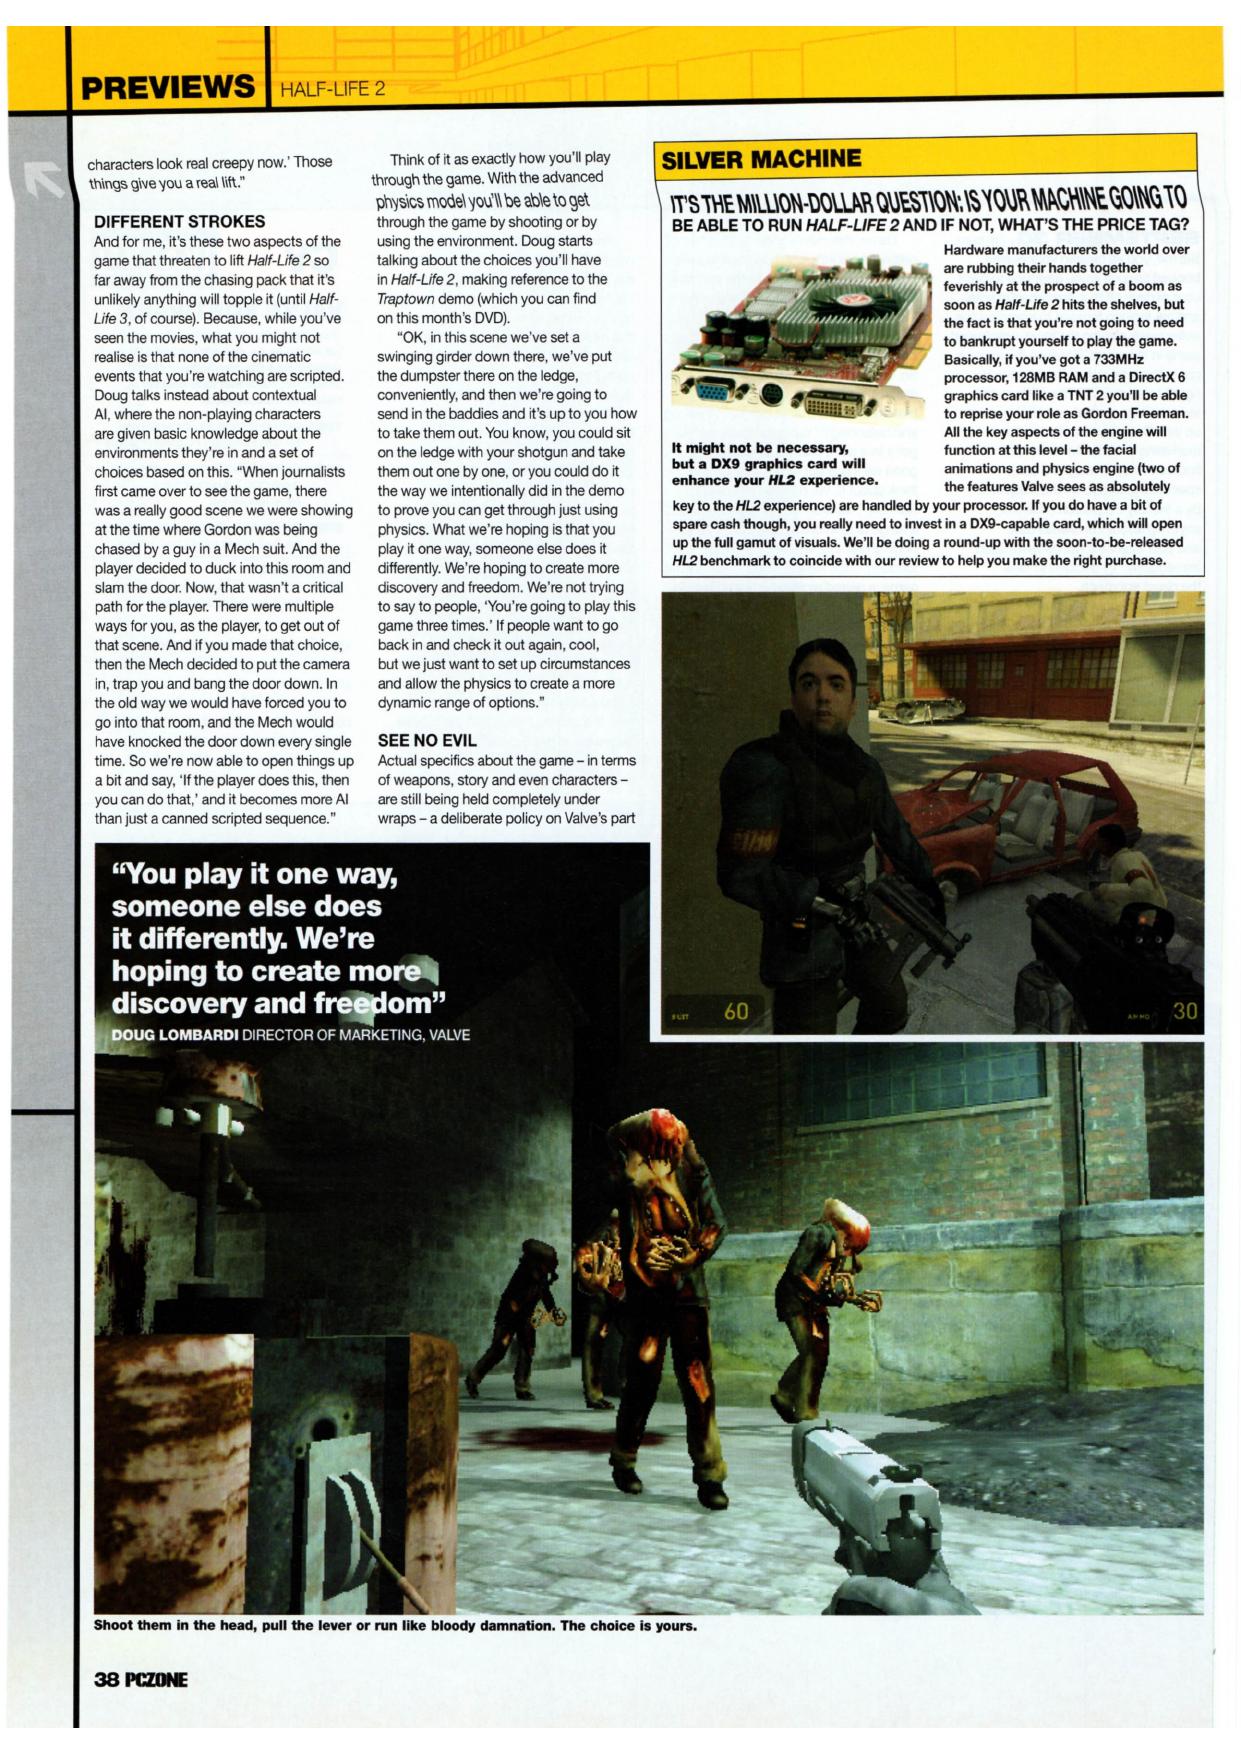 PREVIEWS HALF-LIFE 2
characters look real creepy now.' Those
things give you a real lift."
DIFFERENT STROKES
And for me, it's these two aspects of the
game that threaten to lift Half-Life 2 so
far away from the chasing pack that it's
unlikely anything will topple it (until Half-
Life 3, of course). Because, while you've
seen the movies, what you might not
realise is that none of the cinematic
events that you're watching are scripted.
Doug talks instead about contextual
AI, where the non-playing characters
are given basic knowledge about the
environments they're in and a set of
choices based on this. "When journalists
first came over to see the game, there
was a really good scene we were showing
at the time where Gordon was being
chased by a guy in a Mech suit. And the
player decided to duck into this room and
slam the door. Now, that wasn't a critical
path for the player. There were multiple
ways for you, as the player, to get out of
that scene. And if you made that choice,
then the Mech decided to put the camera
in, trap you and bang the door down. In
the old way we would have forced you to
go into that room, and the Mech would
have knocked the door down every single
time. So we're now able to open things up
a bit and say, 'If the player does this, then
you can do that,' and it becomes more AI
than just a canned scripted sequence."
Think of it as exactly how you'll play
through the game. With the advanced
physics model you'll be able to get
through the game by shooting or by
using the environment. Doug starts
talking about the choices you'll have
in Half-Life 2, making reference to the
Traptown demo (which you can find
on this month's DVD).
"OK, in this scene we've set a
swinging girder down there, we've put
the dumpster there on the ledge,
conveniently, and then we're going to
send in the baddies and it's up to you how
to take them out. You know, you could sit
on the ledge with your shotgun and take
them out one by one, or you could do it
the way we intentionally did in the demo
to prove you can get through just using
physics. What we're hoping is that you
play it one way, someone else does it
differently. We're hoping to create more
discovery and freedom. We're not trying
to say to people, 'You're going to play this
game three times.' If people want to go
back in and check it out again, cool,
but we just want to set up circumstances
and allow the physics to create a more
dynamic range of options."
SEE NO EVIL
Actual specifics about the game – in terms
of weapons, story and even characters –
are still being held completely under
wraps – a deliberate policy on Valve's part
SILVER MACHINE
IT'S THE MILLION-DOLLAR QUESTION: IS YOUR MACHINE GOING TO
BE ABLE TO RUN HALF-LIFE 2 AND IF NOT, WHAT'S THE PRICE TAG?
Hardware manufacturers the world over
are rubbing their hands together
feverishly at the prospect of a boom as
soon as Half-Life 2 hits the shelves, but
the fact is that you're not going to need
to bankrupt yourself to play the game.
Basically, if you've got a 733MHz
processor, 128MB RAM and a DirectX 6
graphics card like a TNT 2 you'll be able
to reprise your role as Gordon Freeman.
All the key aspects of the engine will
function at this level – the facial
animations and physics engine (two of
the features Valve sees as absolutely
key to the HL2 experience) are handled by your processor. If you do have a bit of
spare cash though, you really need to invest in a DX9-capable card, which will open
up the full gamut of visuals. We'll be doing a round-up with the soon-to-be-released
HL2 benchmark to coincide with our review to help you make the right purchase.
It might not be necessary,
but a DX9 graphics card will
enhance your HL2 experience.
SUIT 60 AMMO 30
"You play it one way,
someone else does
it differently. We're
hoping to create more
discovery and freedom"
DOUG LOMBARDI DIRECTOR OF MARKETING, VALVE
Shoot them in the head, pull the lever or run like bloody damnation. The choice is yours.
38 PCZONE